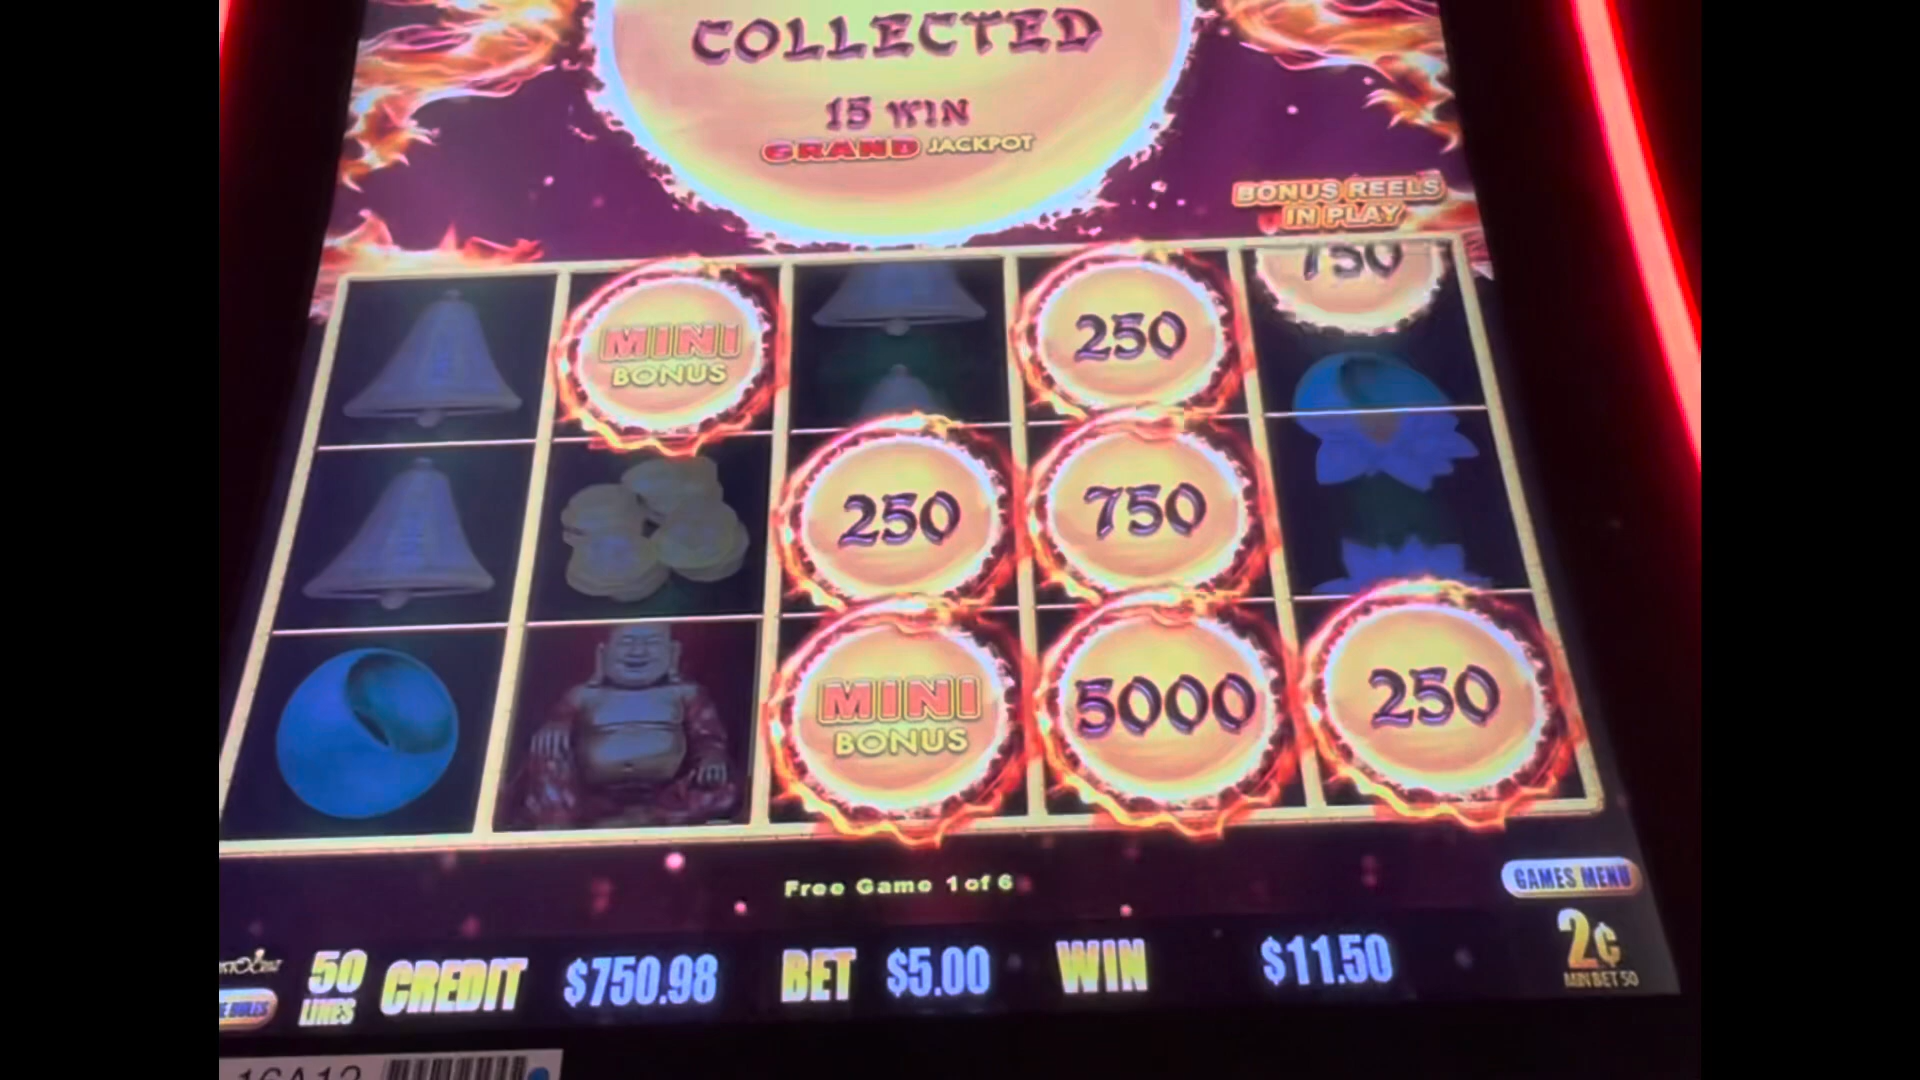 COLLECTED
15 WIN
GRAND JACKPOT
BONUS REELS
IN PLAY
750
MINI
BONUS
250
250
750
MINI
BONUS
5000
250
Free Game 1 of 6
GAMES MENU
50
LINES
CREDIT $750.98
BET $5.00
WIN $11.50
2¢
MIN BET 50
16A12